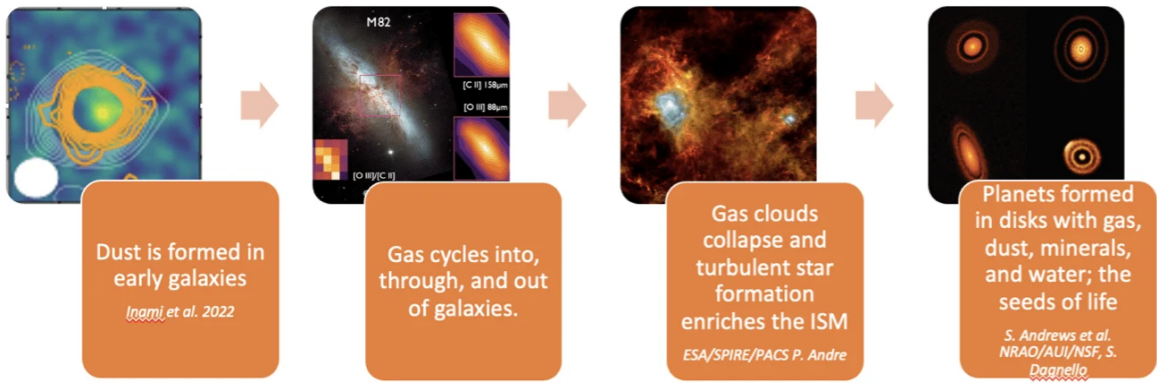 M82
[C II] 158μm
[O III] 88μm
[O III]/[C II]
Dust is formed in
early galaxies
Inami et al. 2022
Gas cycles into,
through, and out
of galaxies.
Gas clouds
collapse and
turbulent star
formation
enriches the ISM
ESA/SPIRE/PACS P. Andre
Planets formed
in disks with gas,
dust, minerals,
and water; the
seeds of life
S. Andrews et al.
NRAO/AUI/NSF, S.
Dagnello